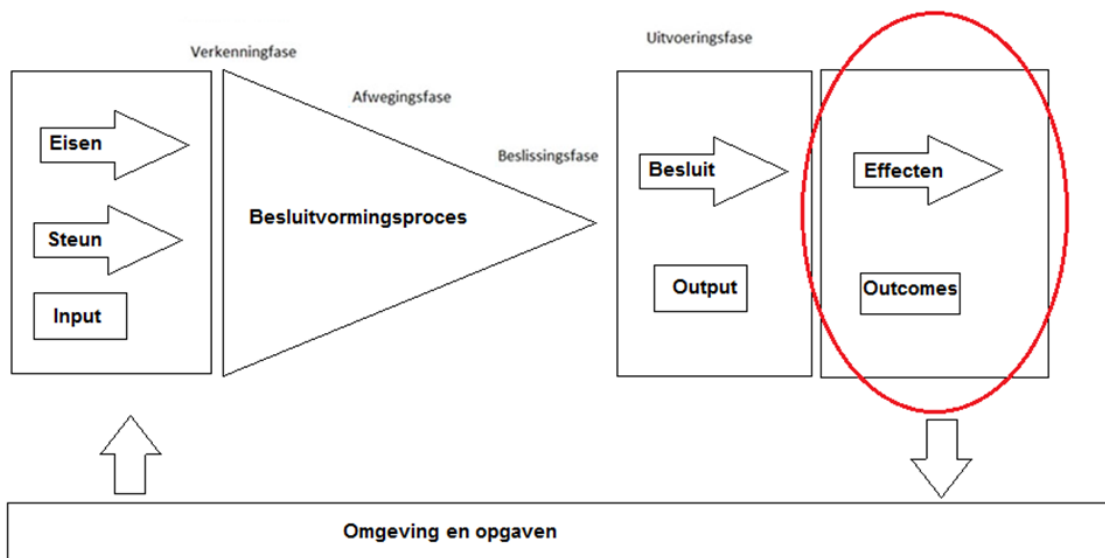 Verkenningfase
Afwegingsfase
Beslissingsfase
Uitvoeringsfase
Eisen
Steun
Input
Besluitvormingsproces
Besluit
Output
Effecten
Outcomes
Omgeving en opgaven